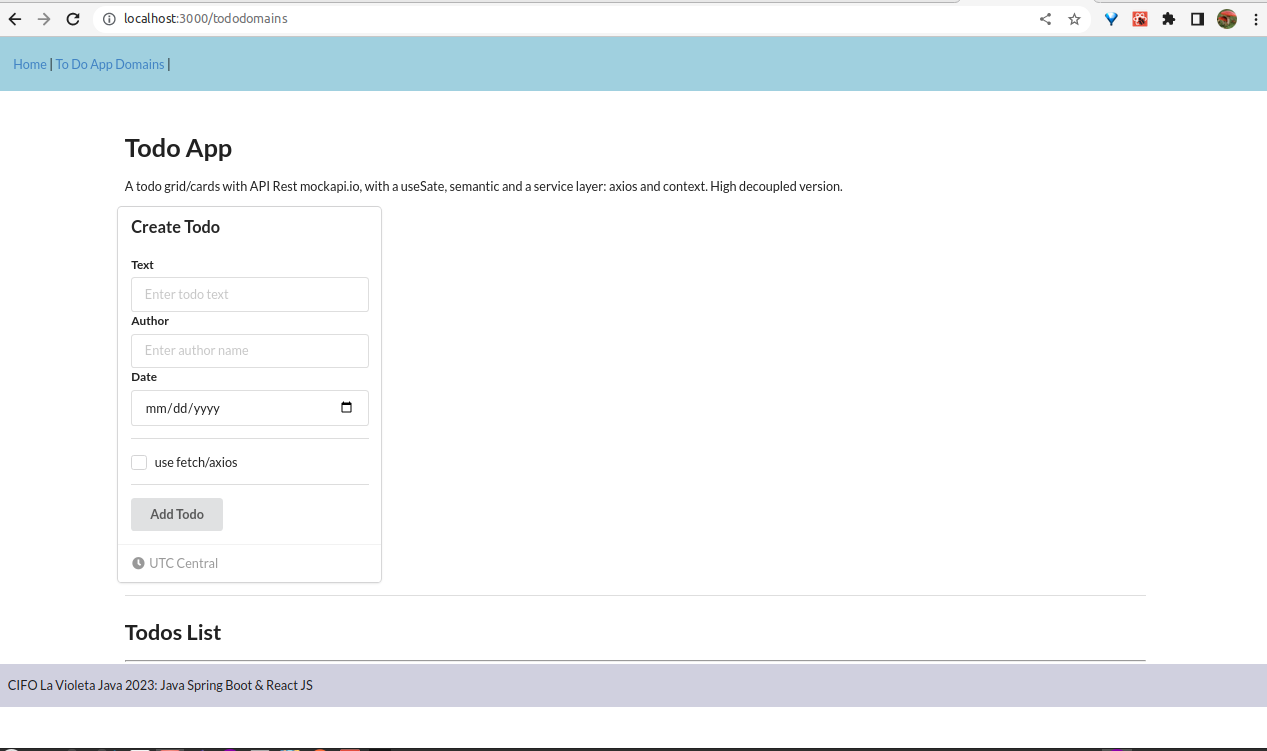 localhost:3000/tododomains
Home | To Do App Domains |
Todo App
A todo grid/cards with API Rest mockapi.io, with a useSate, semantic and a service layer: axios and context. High decoupled version.
Create Todo
Text
Enter todo text
Author
Enter author name
Date
mm/dd/yyyy
use fetch/axios
Add Todo
UTC Central
Todos List
CIFO La Violeta Java 2023: Java Spring Boot & React JS